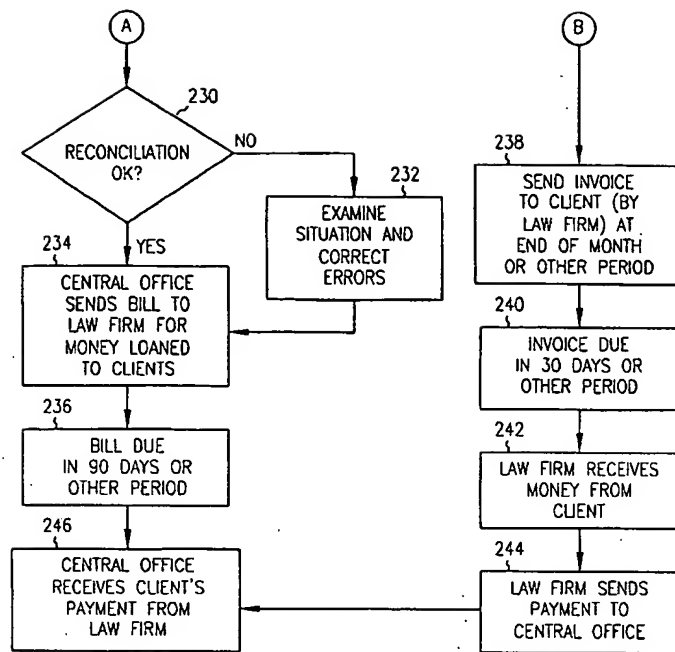 A
230
RECONCILIATION
OK?
NO
YES
232
EXAMINE
SITUATION AND
CORRECT
ERRORS
234
CENTRAL OFFICE
SENDS BILL TO
LAW FIRM FOR
MONEY LOANED
TO CLIENTS
236
BILL DUE
IN 90 DAYS OR
OTHER PERIOD
246
CENTRAL OFFICE
RECEIVES CLIENT'S
PAYMENT FROM
LAW FIRM
B
238
SEND INVOICE
TO CLIENT (BY
LAW FIRM) AT
END OF MONTH
OR OTHER PERIOD
240
INVOICE DUE
IN 30 DAYS OR
OTHER PERIOD
242
LAW FIRM RECEIVES
MONEY FROM
CLIENT
244
LAW FIRM SENDS
PAYMENT TO
CENTRAL OFFICE